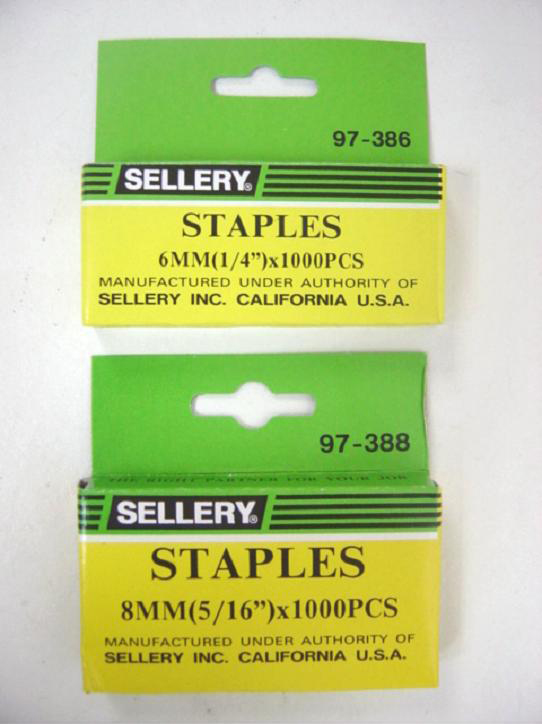 97-386
SELLERY®
STAPLES
6MM(1/4”)x1000PCS
MANUFACTURED UNDER AUTHORITY OF
SELLERY INC. CALIFORNIA U.S.A.
97-388
THE RIGHT PARTNER FOR YOUR JOB
SELLERY®
STAPLES
8MM(5/16”)x1000PCS
MANUFACTURED UNDER AUTHORITY OF
SELLERY INC. CALIFORNIA U.S.A.